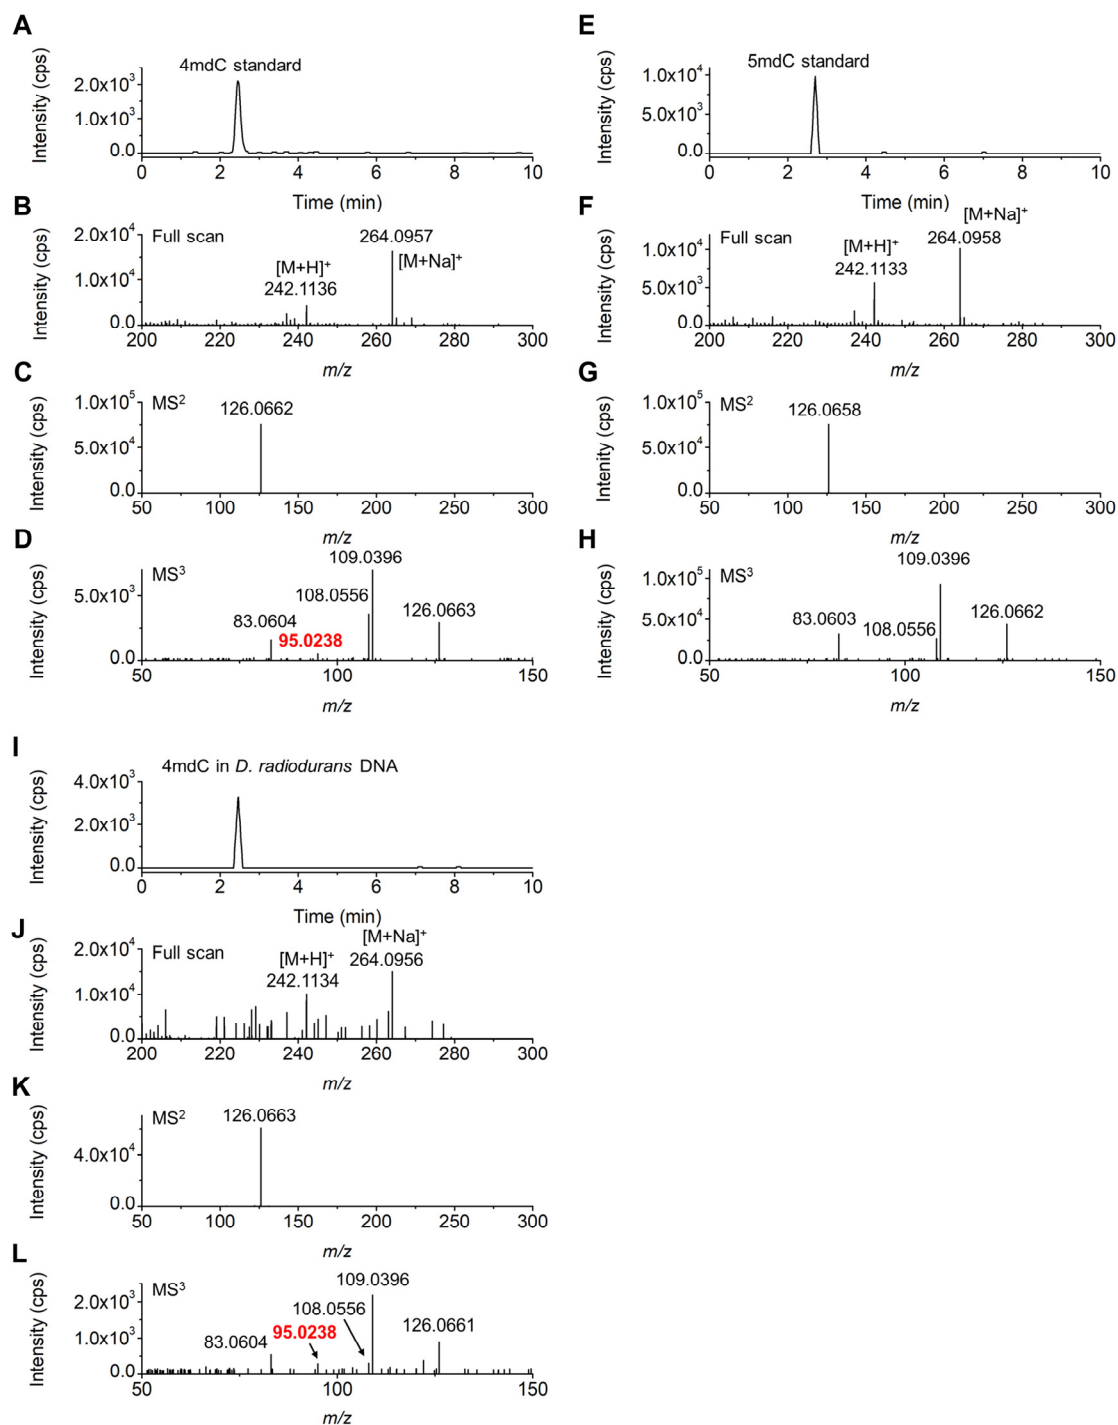 A
4mdC standard
Intensity (cps)
2.0x10³
1.0x10³
0.0
0 2 4 6 8 10
Time (min)
B
Full scan
Intensity (cps)
2.0x10⁴
1.0x10⁴
0.0
[M+H]⁺
242.1136
264.0957
[M+Na]⁺
200 220 240 260 280 300
m/z
C
MS²
Intensity (cps)
1.0x10⁵
5.0x10⁴
0.0
126.0662
50 100 150 200 250 300
m/z
D
MS³
Intensity (cps)
5.0x10³
0.0
83.0604
95.0238
108.0556
109.0396
126.0663
50 100 150
m/z
E
5mdC standard
Intensity (cps)
1.0x10⁴
5.0x10³
0.0
0 2 4 6 8 10
Time (min)
F
Full scan
Intensity (cps)
1.0x10⁴
5.0x10³
0.0
[M+H]⁺
242.1133
[M+Na]⁺
264.0958
200 220 240 260 280 300
m/z
G
MS²
Intenity (cps)
1.0x10⁵
5.0x10⁴
0.0
126.0658
50 100 150 200 250 300
m/z
H
MS³
Intensity (cps)
1.0x10⁵
5.0x10⁴
0.0
83.0603
108.0556
109.0396
126.0662
50 100 150
m/z
I
4mdC in D. radiodurans DNA
Intensity (cps)
4.0x10³
2.0x10³
0.0
0 2 4 6 8 10
Time (min)
J
Full scan
Intensity (cps)
2.0x10⁴
1.0x10⁴
0.0
[M+H]⁺
242.1134
[M+Na]⁺
264.0956
200 220 240 260 280 300
m/z
K
MS²
Intensity (cps)
4.0x10⁴
0.0
126.0663
50 100 150 200 250 300
m/z
L
MS³
Intensity (cps)
2.0x10³
1.0x10³
0.0
83.0604
95.0238
108.0556
109.0396
126.0661
50 100 150
m/z